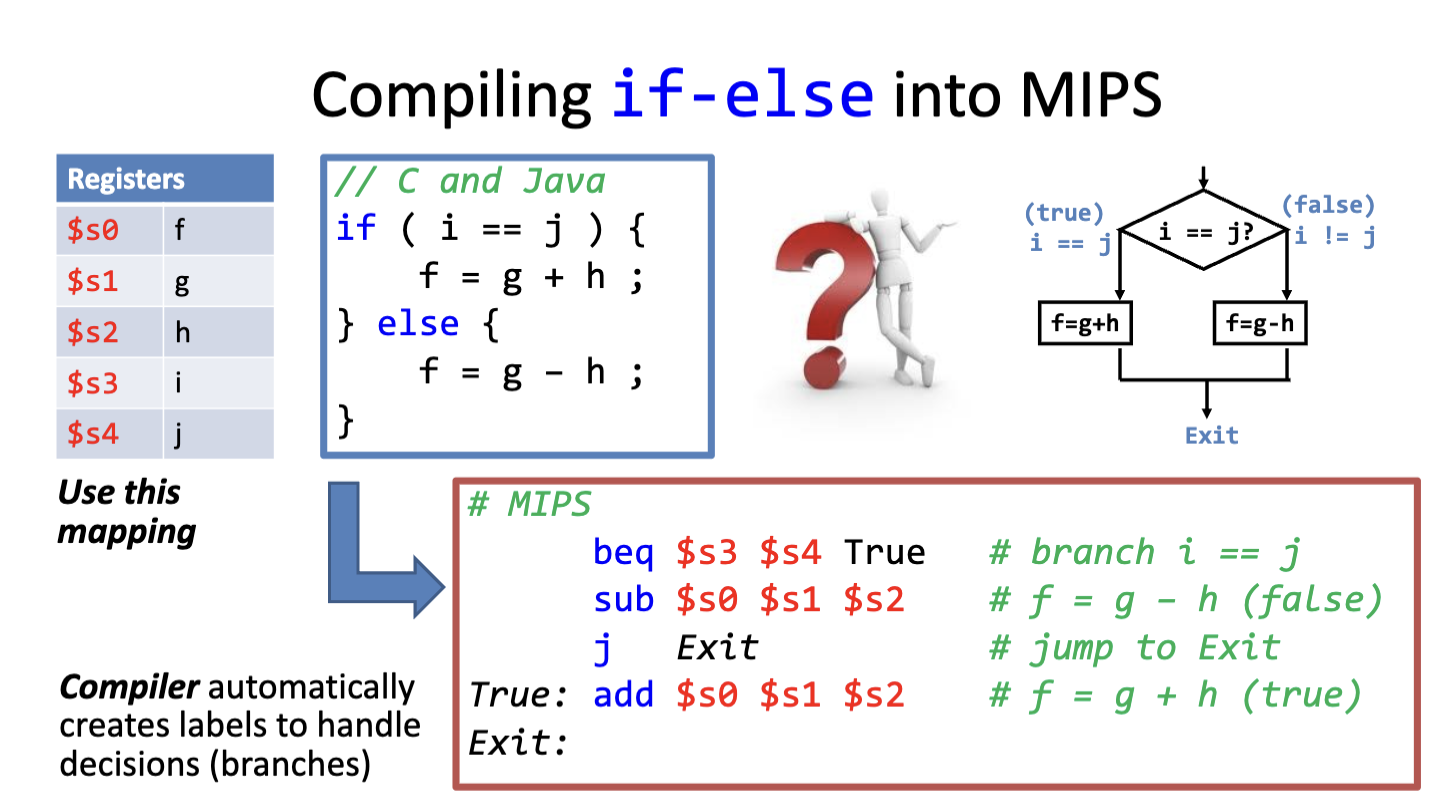 Compiling if-else into MIPS
Registers
$s0 f
$s1 g
$s2 h
$s3 i
$s4 j
Use this
mapping
// C and Java
if ( i == j ) {
    f = g + h ;
} else {
    f = g – h ;
}
?
(true)
i == j
i == j?
(false)
i != j
f=g+h
f=g-h
Exit
# MIPS
      beq $s3 $s4 True   # branch i == j
      sub $s0 $s1 $s2    # f = g – h (false)
      j   Exit           # jump to Exit
True: add $s0 $s1 $s2    # f = g + h (true)
Exit:
Compiler automatically
creates labels to handle
decisions (branches)